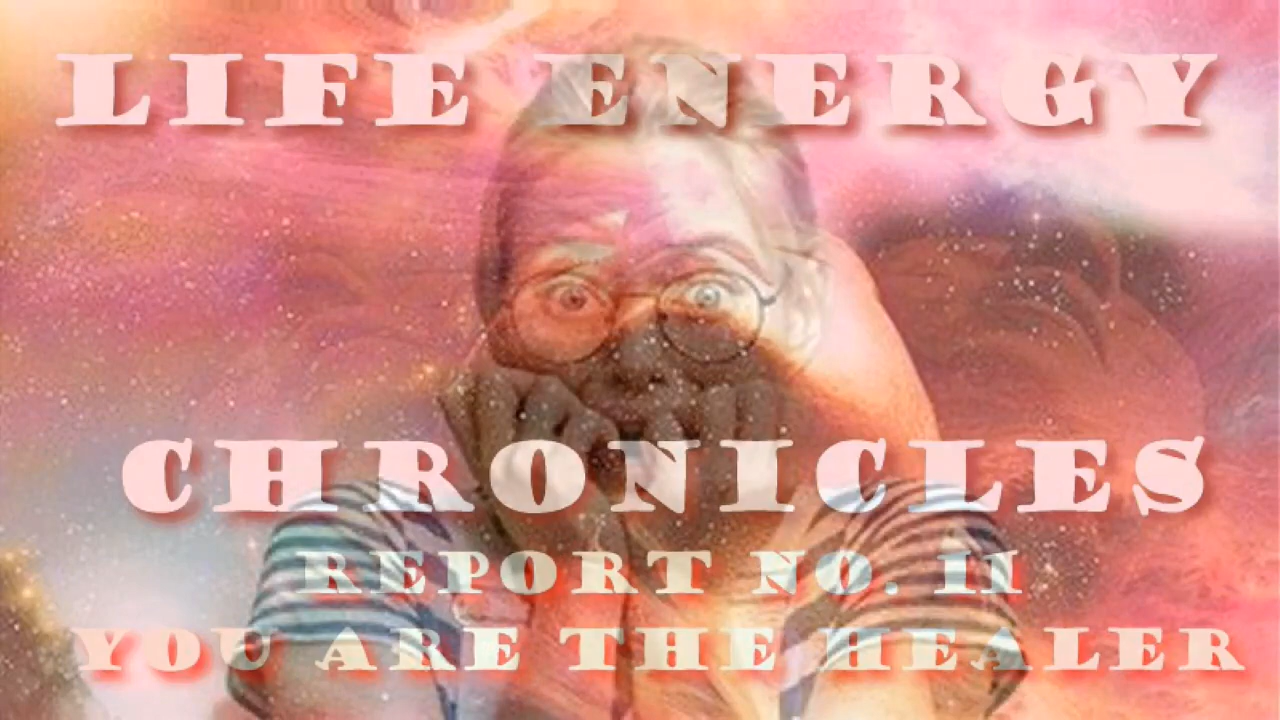 LIFE ENERGY
CHRONICLES
REPORT NO. 11
YOU ARE THE HEALER